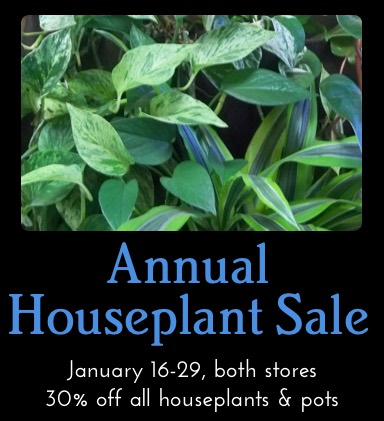 Annual
Houseplant Sale
January 16-29, both stores
30% off all houseplants & pots